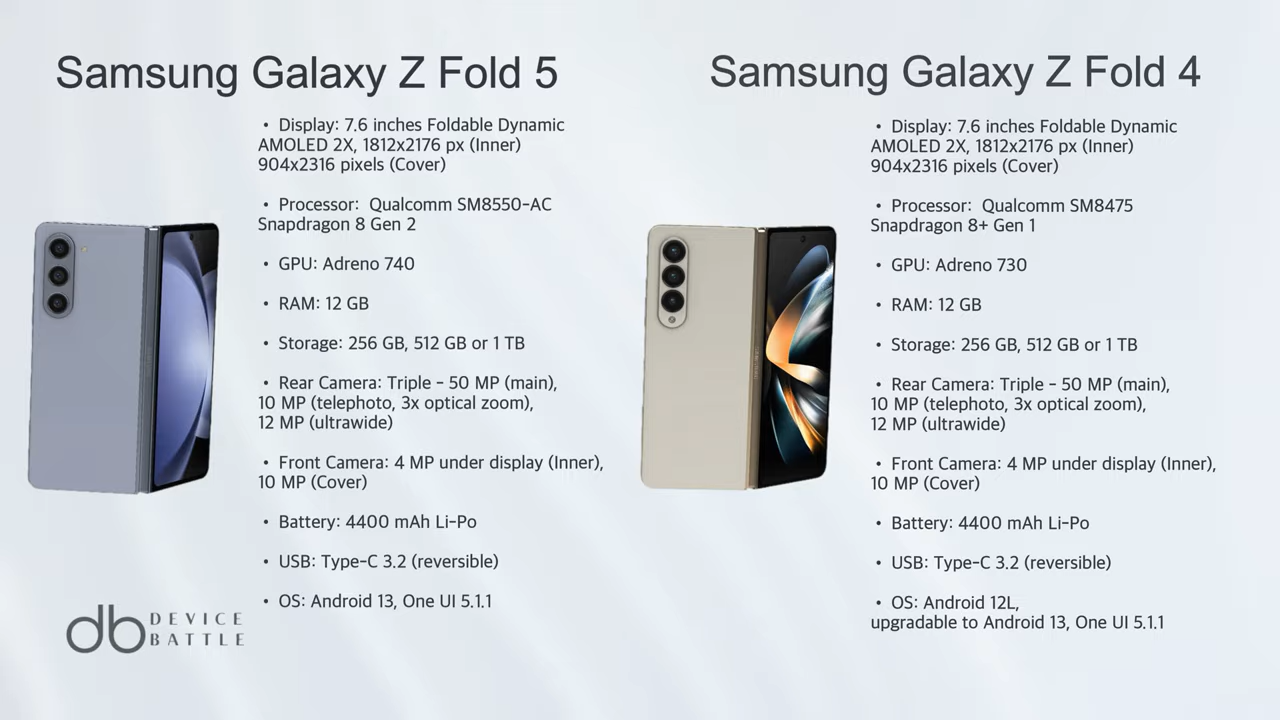 Samsung Galaxy Z Fold 5
• Display: 7.6 inches Foldable Dynamic
AMOLED 2X, 1812x2176 px (Inner)
904x2316 pixels (Cover)
• Processor: Qualcomm SM8550-AC
Snapdragon 8 Gen 2
• GPU: Adreno 740
• RAM: 12 GB
• Storage: 256 GB, 512 GB or 1 TB
• Rear Camera: Triple - 50 MP (main),
10 MP (telephoto, 3x optical zoom),
12 MP (ultrawide)
• Front Camera: 4 MP under display (Inner),
10 MP (Cover)
• Battery: 4400 mAh Li-Po
• USB: Type-C 3.2 (reversible)
• OS: Android 13, One UI 5.1.1
db
DEVICE
BATTLE
Samsung Galaxy Z Fold 4
• Display: 7.6 inches Foldable Dynamic
AMOLED 2X, 1812x2176 px (Inner)
904x2316 pixels (Cover)
• Processor: Qualcomm SM8475
Snapdragon 8+ Gen 1
• GPU: Adreno 730
• RAM: 12 GB
• Storage: 256 GB, 512 GB or 1 TB
• Rear Camera: Triple - 50 MP (main),
10 MP (telephoto, 3x optical zoom),
12 MP (ultrawide)
• Front Camera: 4 MP under display (Inner),
10 MP (Cover)
• Battery: 4400 mAh Li-Po
• USB: Type-C 3.2 (reversible)
• OS: Android 12L,
upgradable to Android 13, One UI 5.1.1